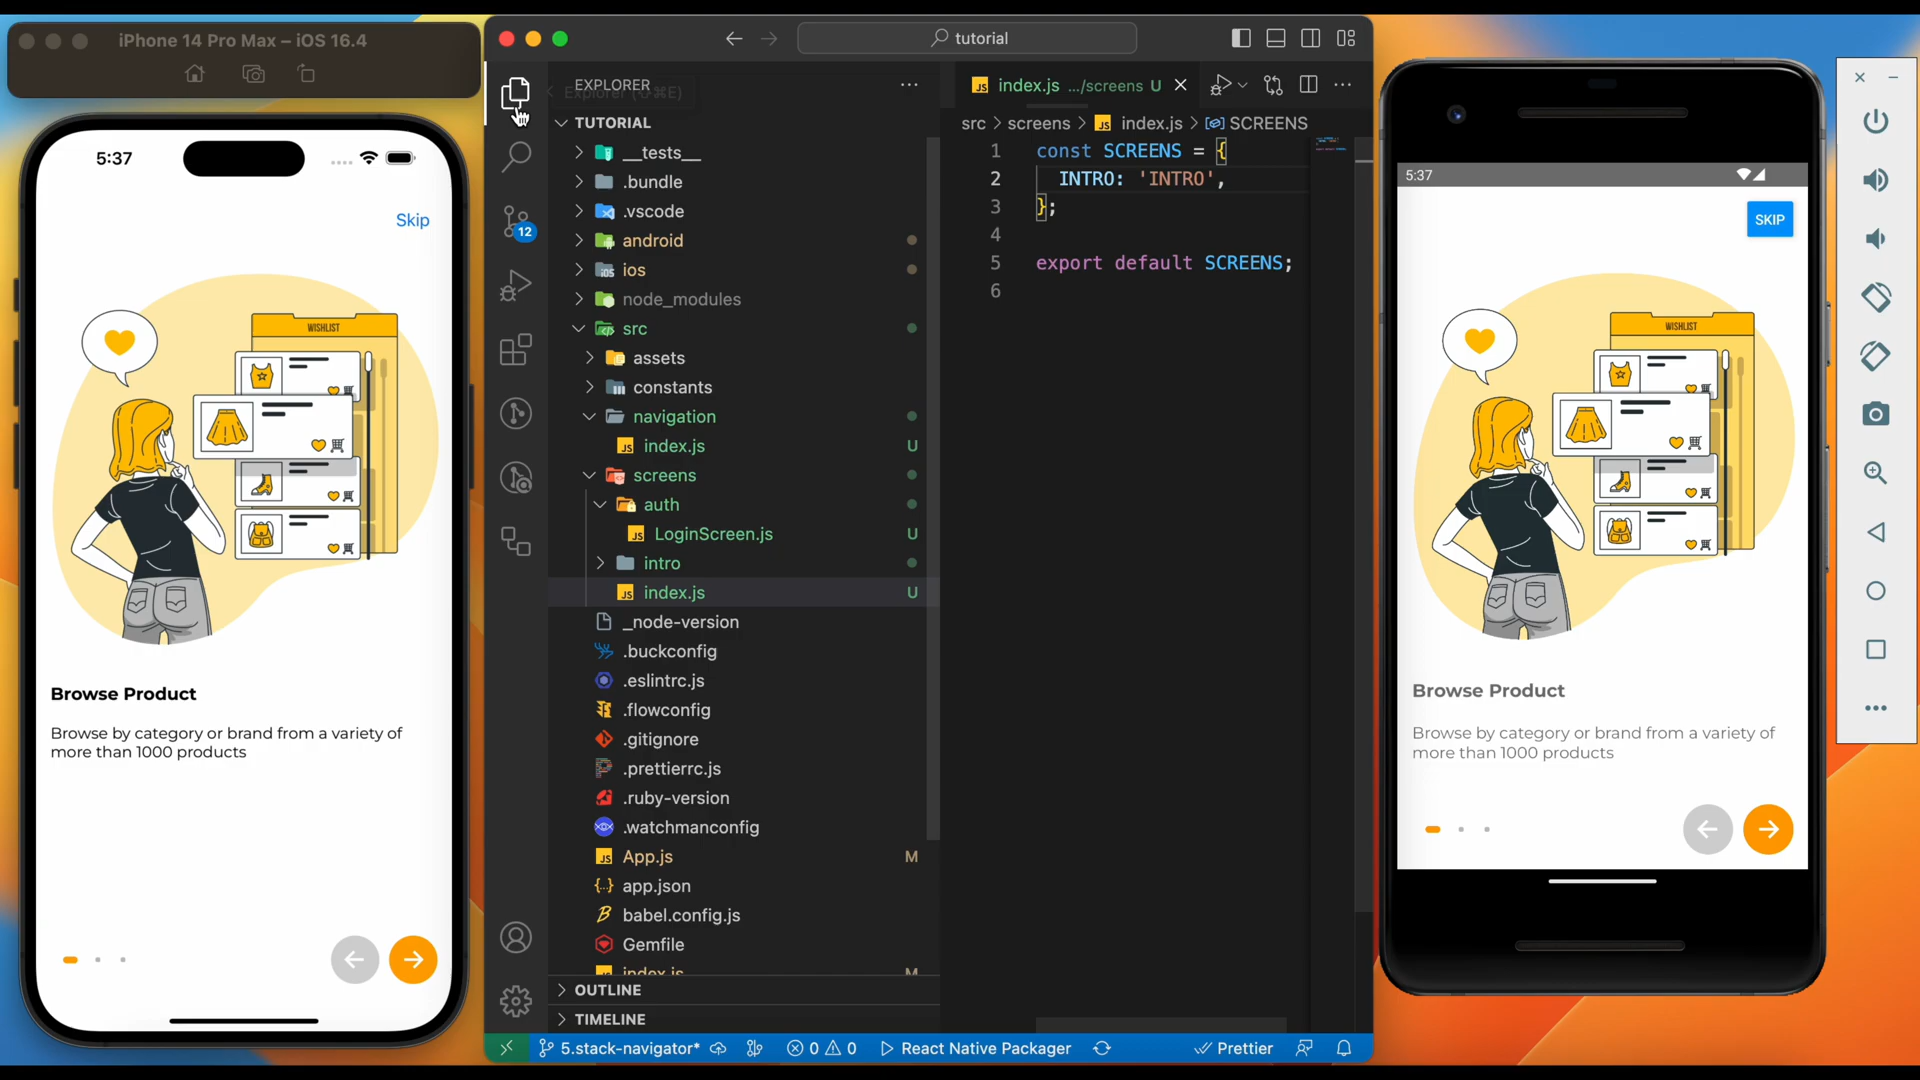 iPhone 14 Pro Max – iOS 16.4
5:37
Skip
WISHLIST
Browse Product
Browse by category or brand from a variety of
more than 1000 products
tutorial
EXPLORER
Explorer (⇧⌘E)
TUTORIAL
__tests__
.bundle
.vscode
android
ios
node_modules
src
assets
constants
navigation
index.js U
screens
auth
LoginScreen.js U
intro
index.js U
_node-version
.buckconfig
.eslintrc.js
.flowconfig
.gitignore
.prettierrc.js
.ruby-version
.watchmanconfig
App.js M
app.json
babel.config.js
Gemfile
index.js M
OUTLINE
TIMELINE
12
index.js .../screens U
src > screens > JS index.js > SCREENS
1 const SCREENS = {
2 INTRO: 'INTRO',
3 };
4
5 export default SCREENS;
6
5.stack-navigator* 0 0 React Native Packager Prettier
5:37
SKIP
WISHLIST
Browse Product
Browse by category or brand from a variety of
more than 1000 products